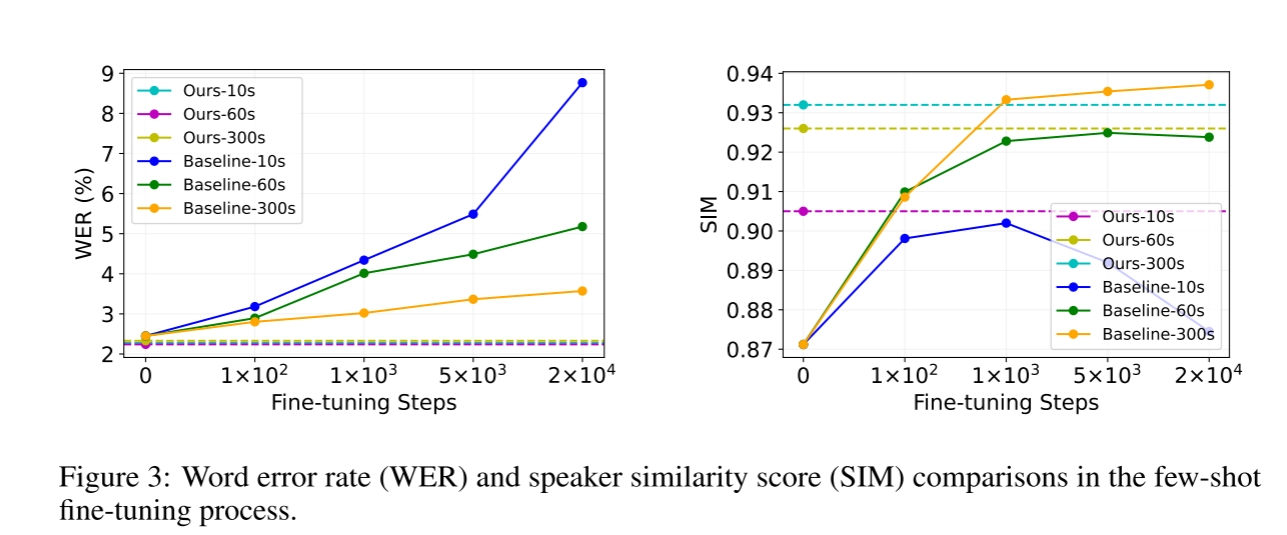 9
8
7
6
5
4
3
2
WER (%)
Ours-10s
Ours-60s
Ours-300s
Baseline-10s
Baseline-60s
Baseline-300s
0 1×10² 1×10³ 5×10³ 2×10⁴
Fine-tuning Steps
0.94
0.93
0.92
0.91
0.90
0.89
0.88
0.87
SIM
Ours-10s
Ours-60s
Ours-300s
Baseline-10s
Baseline-60s
Baseline-300s
0 1×10² 1×10³ 5×10³ 2×10⁴
Fine-tuning Steps
Figure 3: Word error rate (WER) and speaker similarity score (SIM) comparisons in the few-shot
fine-tuning process.